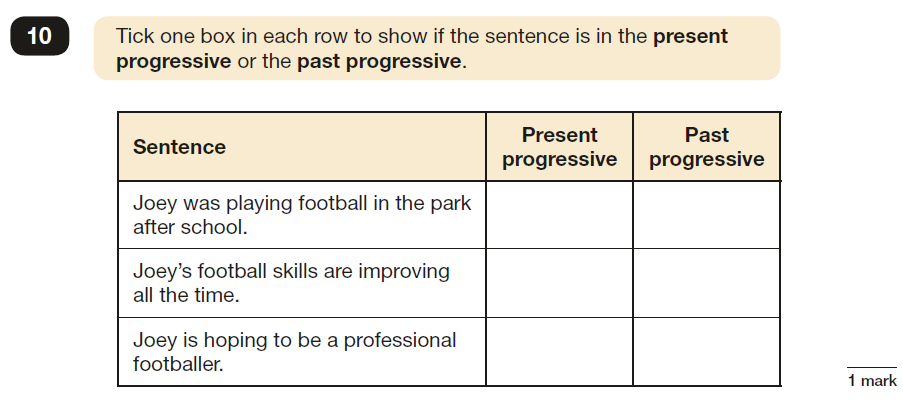 10
Tick one box in each row to show if the sentence is in the present
progressive or the past progressive.
Sentence
Present
progressive
Past
progressive
Joey was playing football in the park
after school.
Joey’s football skills are improving
all the time.
Joey is hoping to be a professional
footballer.
1 mark